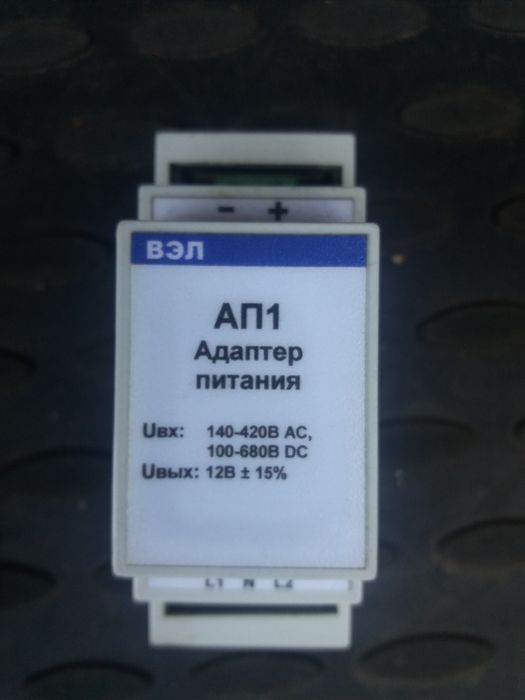 - +
ВЭЛ
АП1
Адаптер
питания
Uвх: 140-420В AC,
100-680В DC
Uвых: 12В ± 15%
L1 N L2